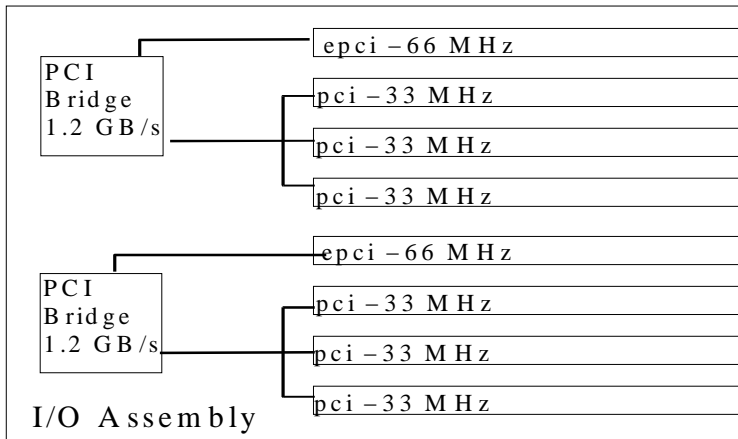 epci–66 MHz
PCI
Bridge
1.2 GB/s
pci–33 MHz
pci–33 MHz
pci–33 MHz
epci–66 MHz
PCI
Bridge
1.2 GB/s
pci–33 MHz
pci–33 MHz
pci–33 MHz
I/O Assembly